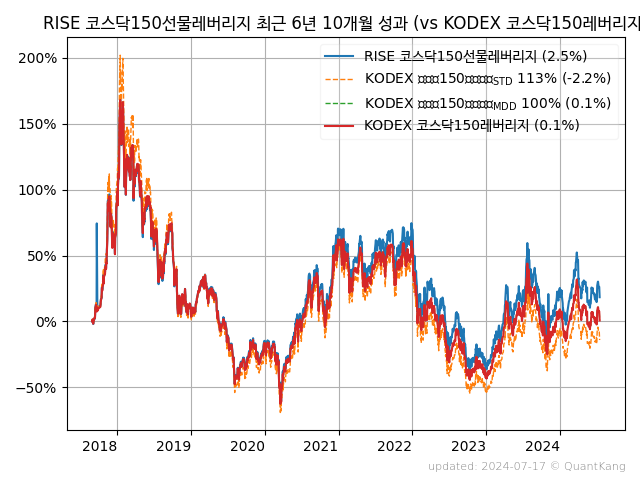 RISE 코스닥150선물레버리지 최근 6년 10개월 성과 (vs KODEX 코스닥150레버리지
200%
150%
100%
50%
0%
−50%
RISE 코스닥150선물레버리지 (2.5%)
KODEX 150 STD 113% (-2.2%)
KODEX 150 MDD 100% (0.1%)
KODEX 코스닥150레버리지 (0.1%)
2018 2019 2020 2021 2022 2023 2024
updated: 2024-07-17 © QuantKang